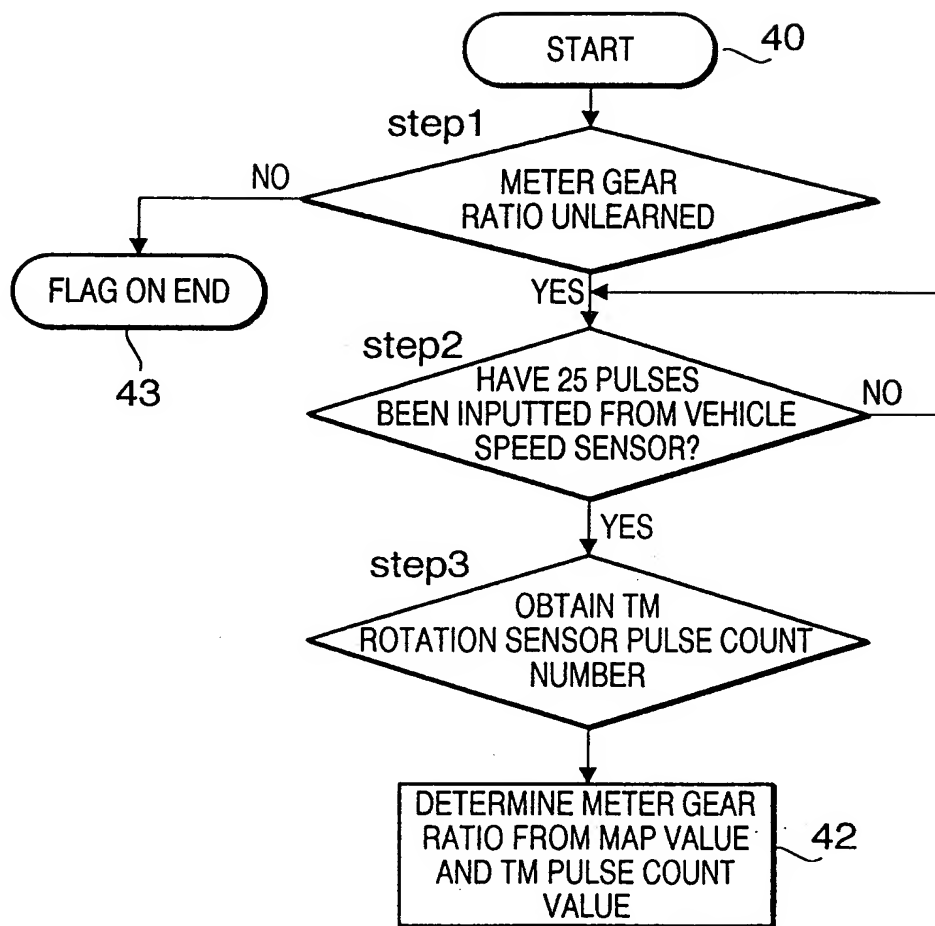 START
40
step1
NO
METER GEAR
RATIO UNLEARNED
FLAG ON END
43
YES
step2
HAVE 25 PULSES
BEEN INPUTTED FROM VEHICLE
SPEED SENSOR?
NO
YES
step3
OBTAIN TM
ROTATION SENSOR PULSE COUNT
NUMBER
DETERMINE METER GEAR
RATIO FROM MAP VALUE
AND TM PULSE COUNT
VALUE
42